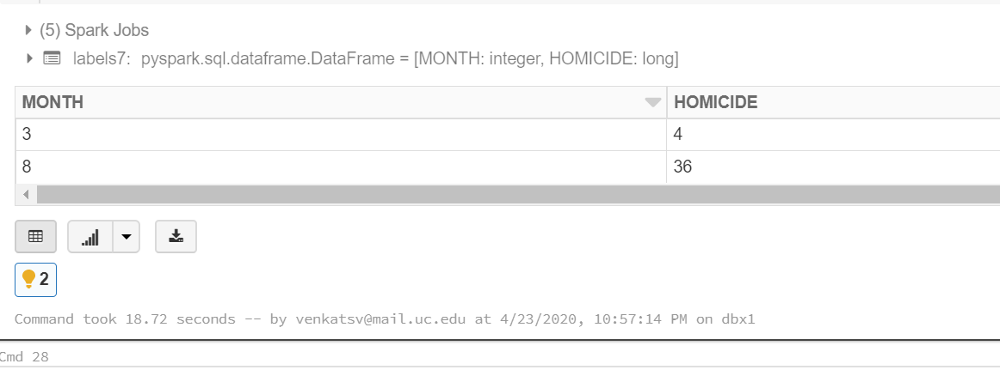 (5) Spark Jobs
labels7: pyspark.sql.dataframe.DataFrame = [MONTH: integer, HOMICIDE: long]
MONTH HOMICIDE
3 4
8 36
2
Command took 18.72 seconds -- by venkatsv@mail.uc.edu at 4/23/2020, 10:57:14 PM on dbx1
Cmd 28